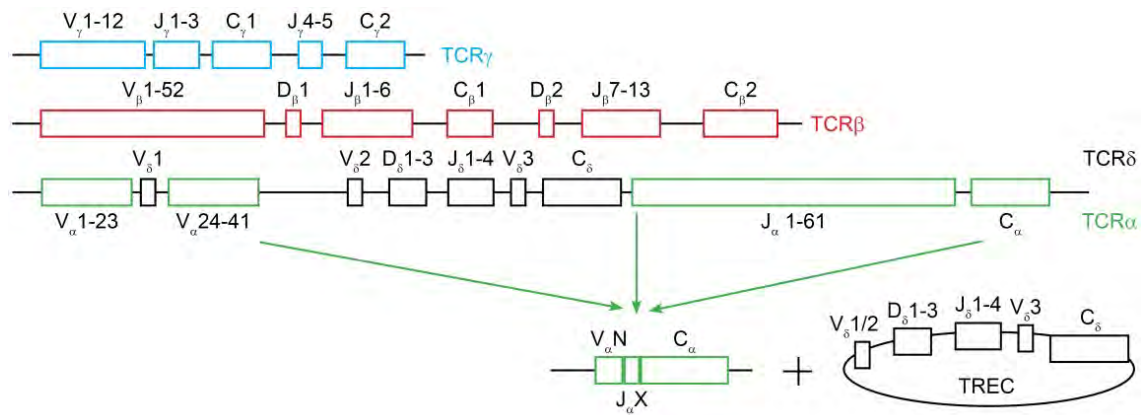 Vγ1-12 Jγ1-3 Cγ1 Jγ4-5 Cγ2
TCRγ
Vβ1-52 Dβ1 Jβ1-6 Cβ1 Dβ2 Jβ7-13 Cβ2
TCRβ
Vδ1 Vδ2 Dδ1-3 Jδ1-4 Vδ3 Cδ TCRδ
Vα1-23 Vα24-41 Jα1-61 Cα TCRα
VαN Cα
JαX
+
Vδ1/2 Dδ1-3 Jδ1-4 Vδ3 Cδ
TREC